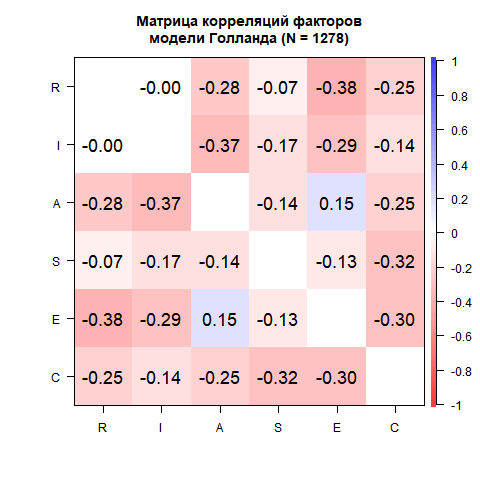 Матрица корреляций факторов
модели Голланда (N = 1278)
R -0.00 -0.28 -0.07 -0.38 -0.25
I -0.00 -0.37 -0.17 -0.29 -0.14
A -0.28 -0.37 -0.14 0.15 -0.25
S -0.07 -0.17 -0.14 -0.13 -0.32
E -0.38 -0.29 0.15 -0.13 -0.30
C -0.25 -0.14 -0.25 -0.32 -0.30
R I A S E C
1
0.8
0.6
0.4
0.2
0
-0.2
-0.4
-0.6
-0.8
-1